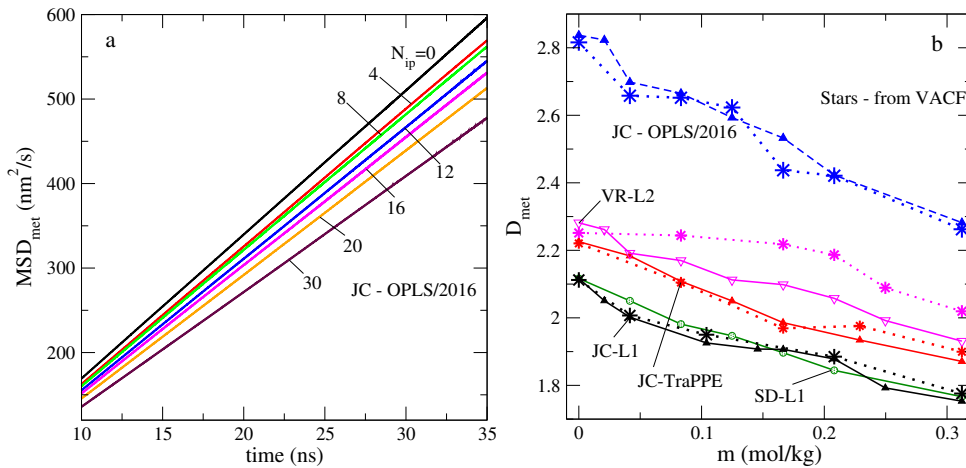 a
N_ip=0
4
8
12
16
20
30
JC - OPLS/2016
600
500
400
300
200
10
15
20
25
30
35
time (ns)
MSD_met (nm^2/s)
b
Stars - from VACF
JC - OPLS/2016
VR-L2
JC-L1
JC-TraPPE
SD-L1
2.8
2.6
2.4
2.2
2
1.8
0
0.1
0.2
0.3
m (mol/kg)
D_met